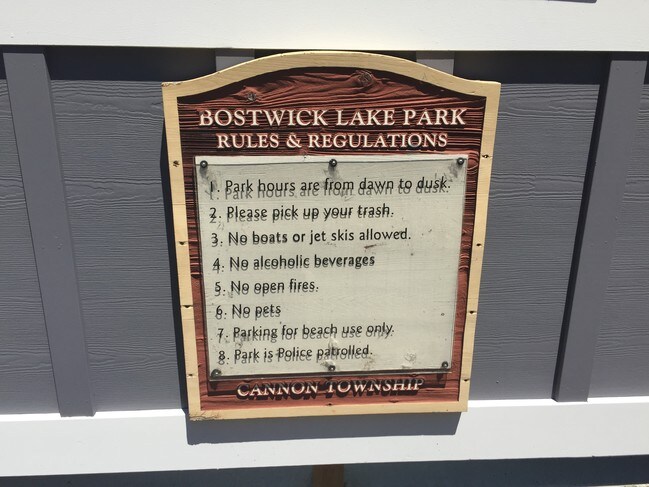 BOSTWICK LAKE PARK
RULES & REGULATIONS
1. Park hours are from dawn to dusk.
2. Please pick up your trash.
3. No boats or jet skis allowed.
4. No alcoholic beverages
5. No open fires.
6. No pets
7. Parking for beach use only.
8. Park is Police patrolled.
CANNON TOWNSHIP